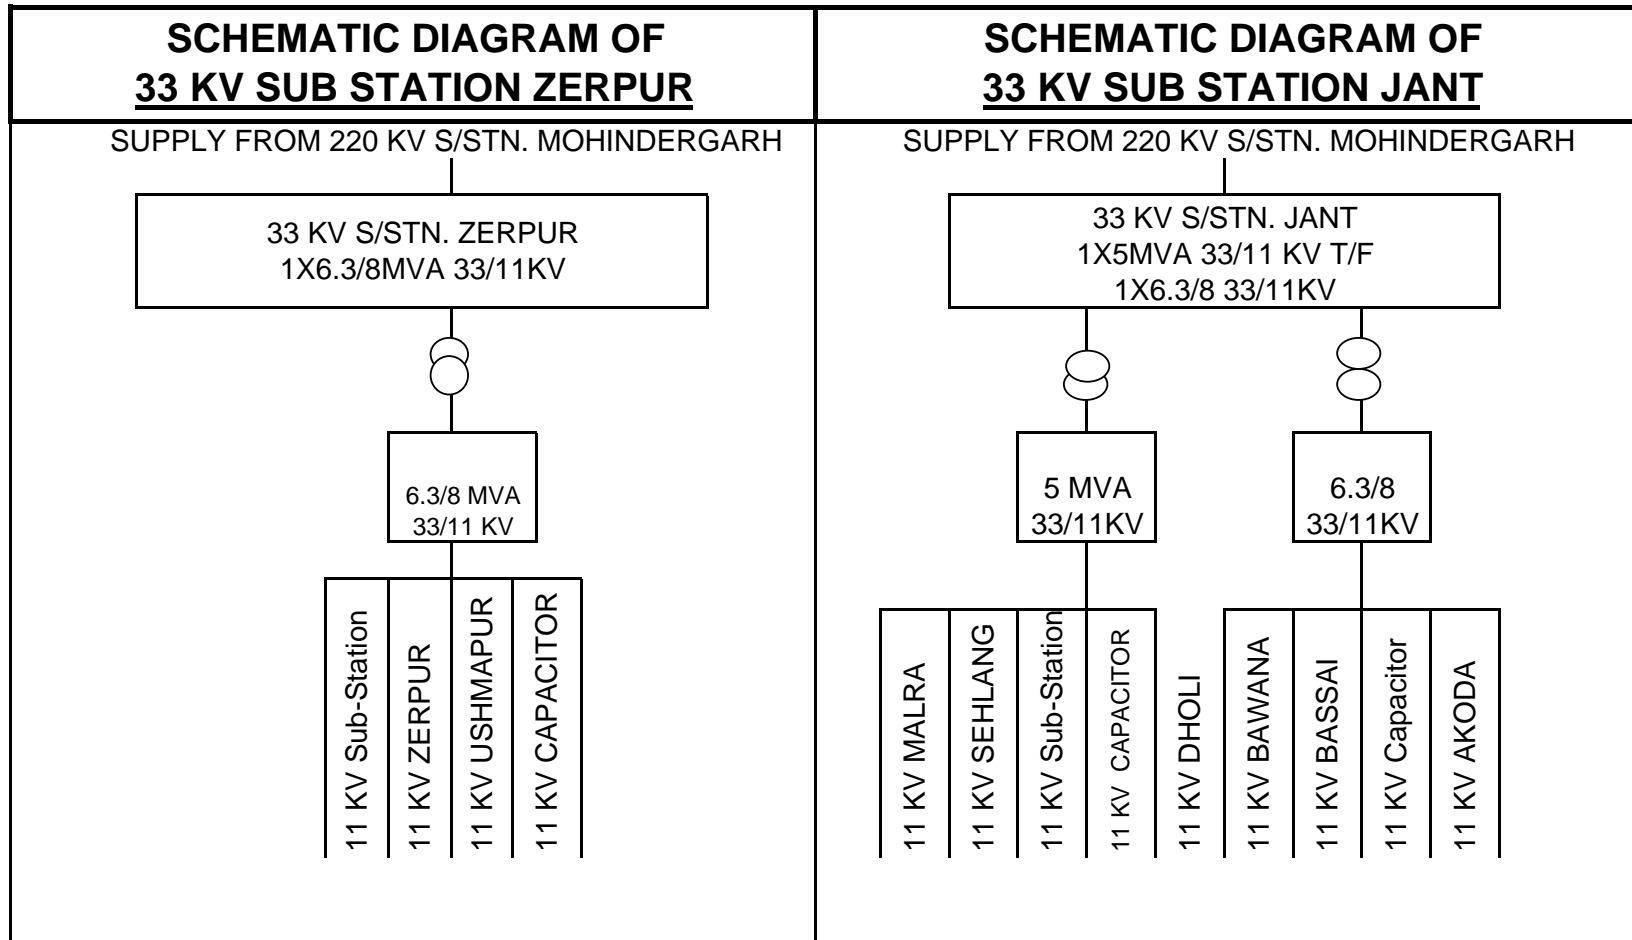 SCHEMATIC DIAGRAM OF
33 KV SUB STATION ZERPUR
SUPPLY FROM 220 KV S/STN. MOHINDERGARH
33 KV S/STN. ZERPUR
1X6.3/8MVA 33/11KV
6.3/8 MVA
33/11 KV
11 KV Sub-Station
11 KV ZERPUR
11 KV USHMAPUR
11 KV CAPACITOR
SCHEMATIC DIAGRAM OF
33 KV SUB STATION JANT
SUPPLY FROM 220 KV S/STN. MOHINDERGARH
33 KV S/STN. JANT
1X5MVA 33/11 KV T/F
1X6.3/8 33/11KV
5 MVA
33/11KV
6.3/8
33/11KV
11 KV MALRA
11 KV SEHLANG
11 KV Sub-Station
11 KV CAPACITOR
11 KV DHOLI
11 KV BAWANA
11 KV BASSAI
11 KV Capacitor
11 KV AKODA